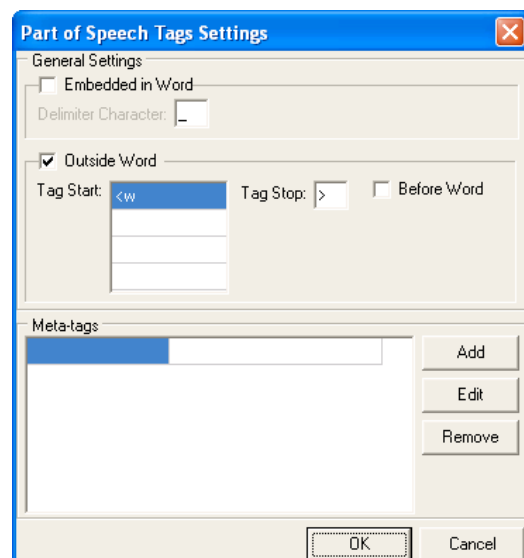 Part of Speech Tags Settings
General Settings
Embedded in Word
Delimiter Character: _
Outside Word
Tag Start: <w Tag Stop: > Before Word
Meta-tags
Add
Edit
Remove
OK Cancel